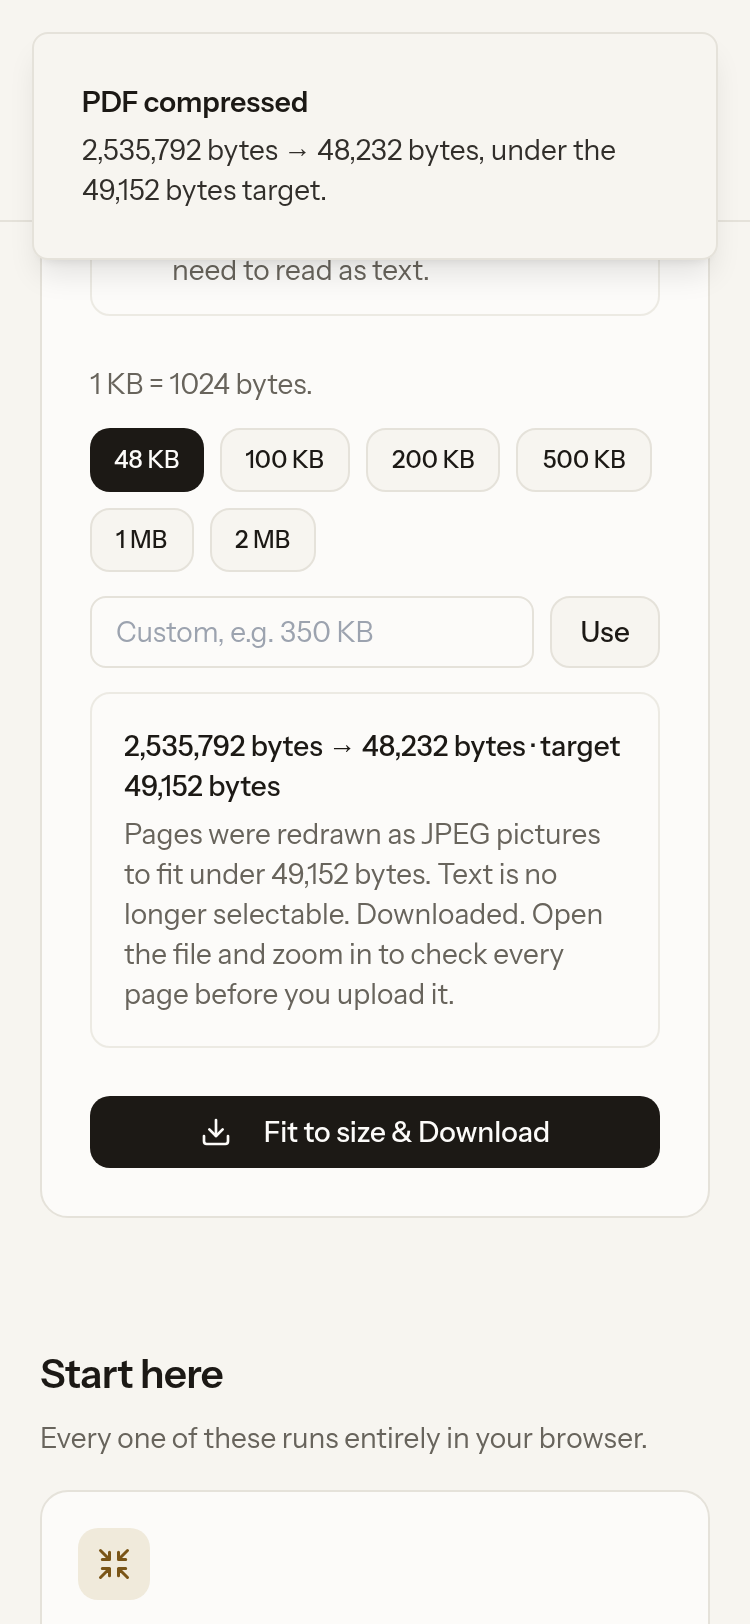 PDF compressed
2,535,792 bytes → 48,232 bytes, under the
49,152 bytes target.
need to read as text.
1 KB = 1024 bytes.
48 KB
100 KB
200 KB
500 KB
1 MB
2 MB
Custom, e.g. 350 KB
Use
2,535,792 bytes → 48,232 bytes · target
49,152 bytes
Pages were redrawn as JPEG pictures
to fit under 49,152 bytes. Text is no
longer selectable. Downloaded. Open
the file and zoom in to check every
page before you upload it.
Fit to size & Download
Start here
Every one of these runs entirely in your browser.